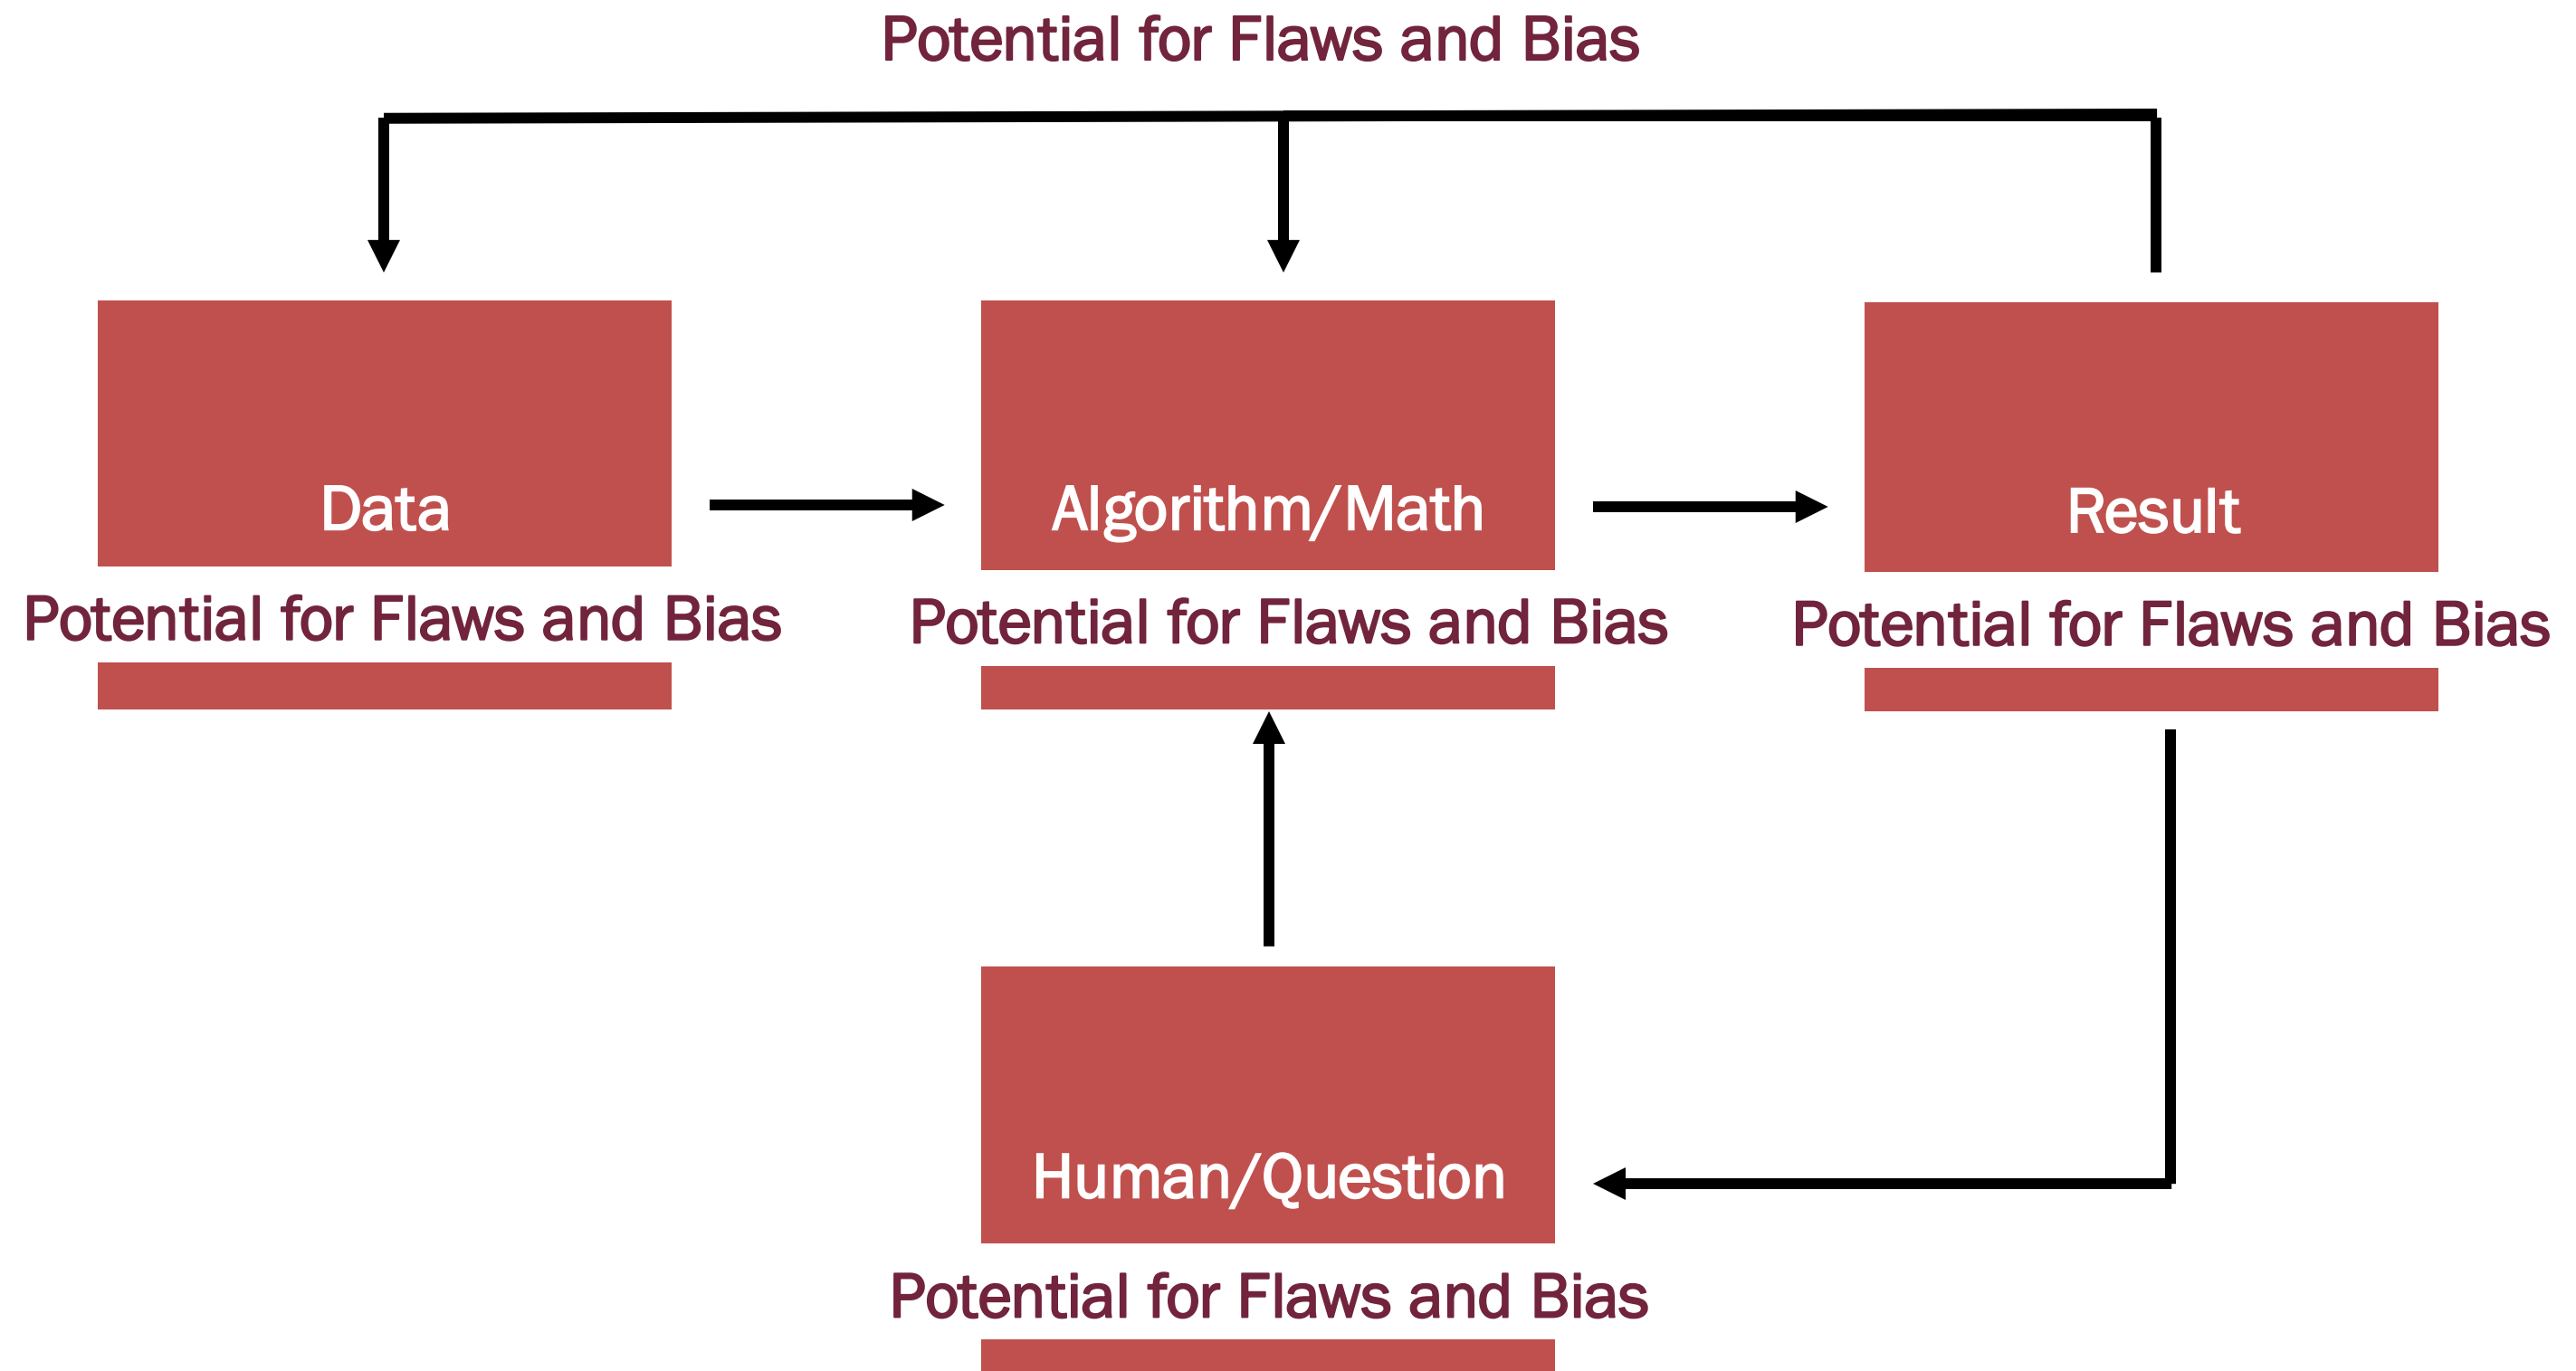 Potential for Flaws and Bias
Data
Algorithm/Math
Result
Potential for Flaws and Bias
Potential for Flaws and Bias
Potential for Flaws and Bias
Human/Question
Potential for Flaws and Bias